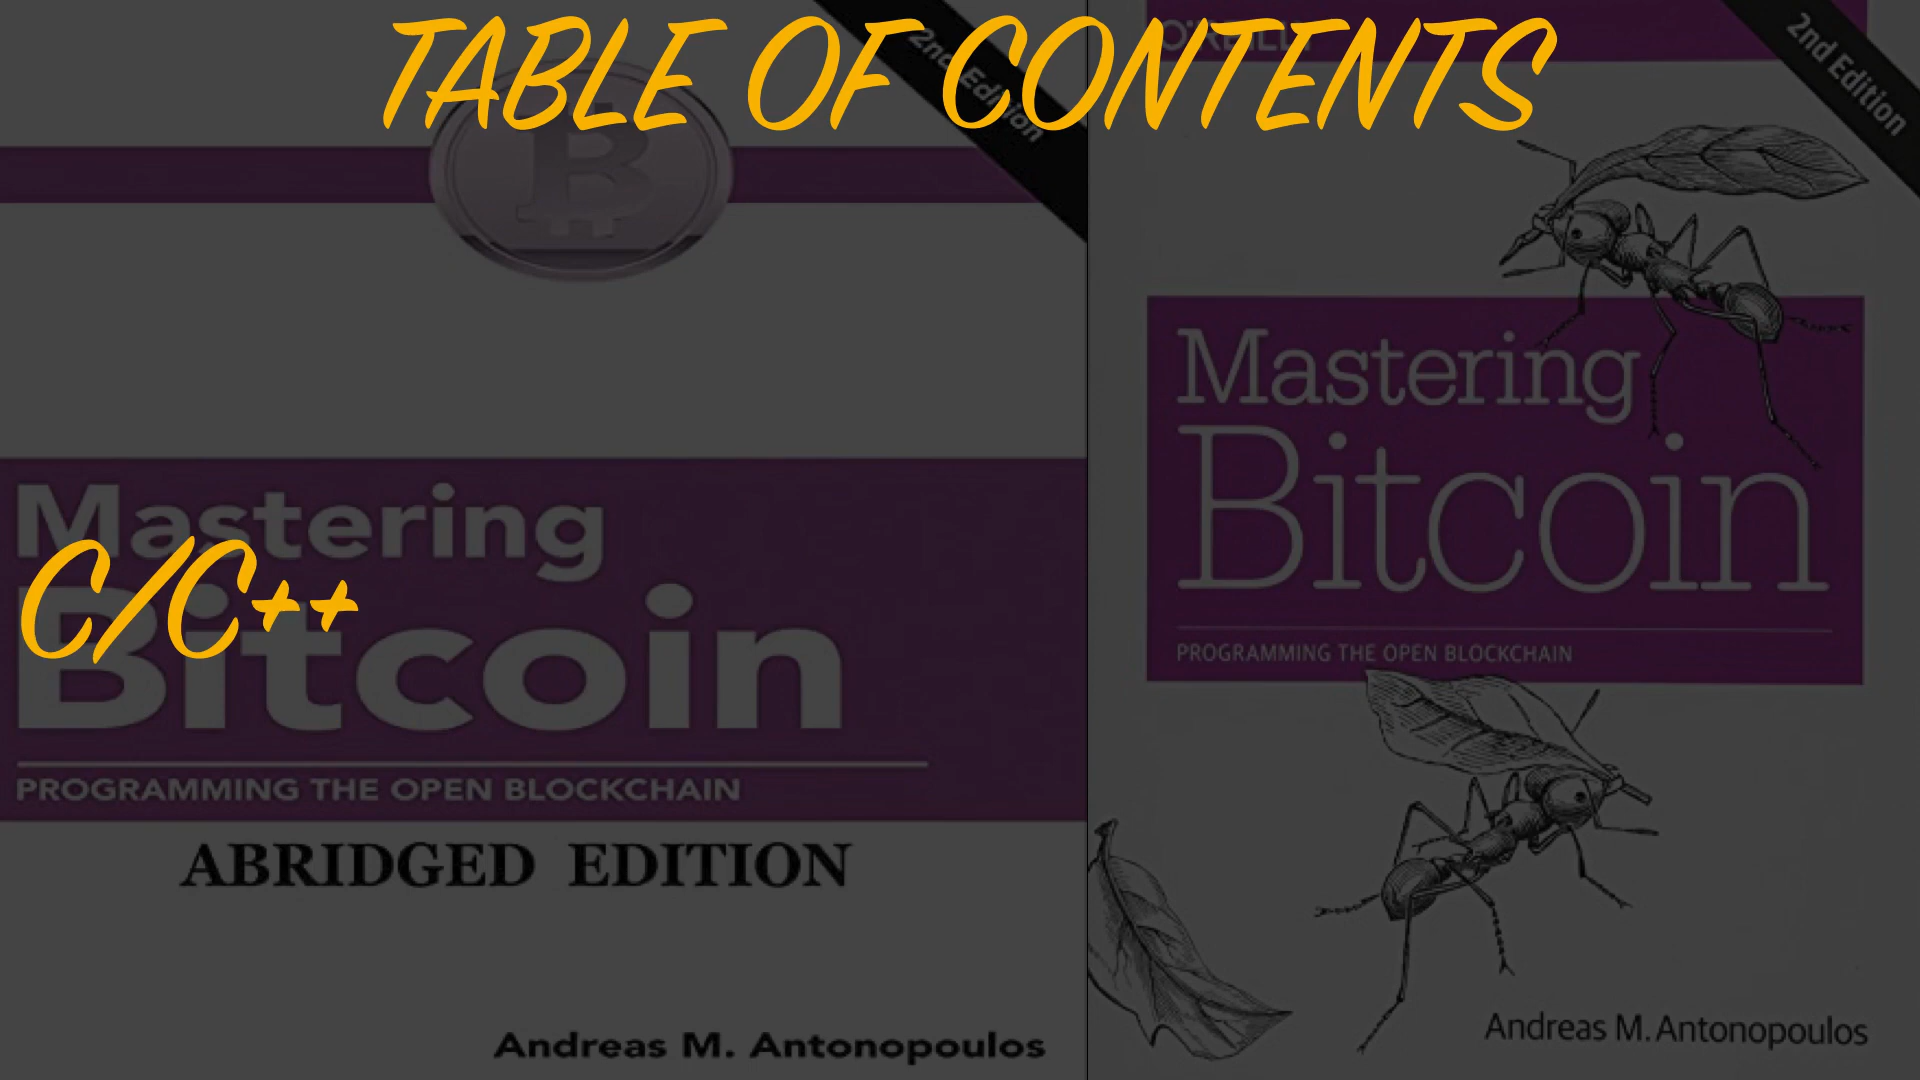 TABLE OF CONTENTS
2nd Edition
Mastering
Bitcoin
PROGRAMMING THE OPEN BLOCKCHAIN
ABRIDGED EDITION
Andreas M. Antonopoulos
C/C++
O'REILLY
2nd Edition
Mastering
Bitcoin
PROGRAMMING THE OPEN BLOCKCHAIN
Andreas M. Antonopoulos